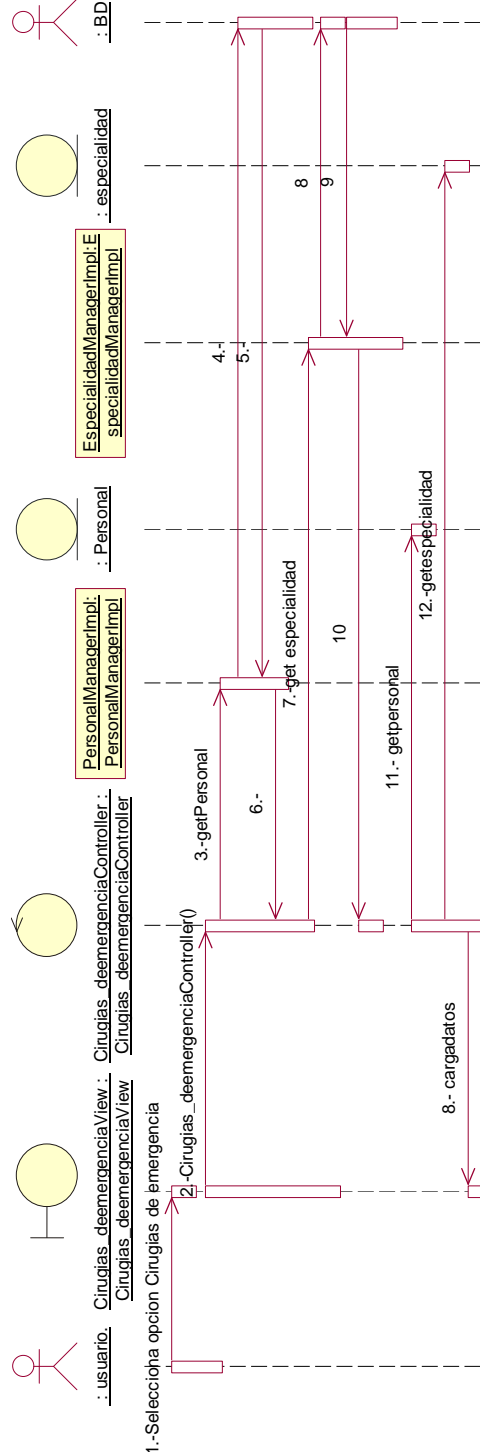 : usuario.
Cirugias_deemergenciaView :
Cirugias_deemergenciaView
Cirugias_deemergenciaController :
Cirugias_deemergenciaController
PersonalManagerImpl:
PersonalManagerImpl
: Personal
EspecialidadManagerImpl:E
specialidadManagerImpl
: especialidad
: BD
1.-Selecciona opcion Cirugias de emergencia
2.-Cirugias_deemergenciaController()
3.-getPersonal
4.-
5.-
6.-
7.-get especialidad
8
9
10
11.- getpersonal
12.-getespecialidad
8.- cargadatos